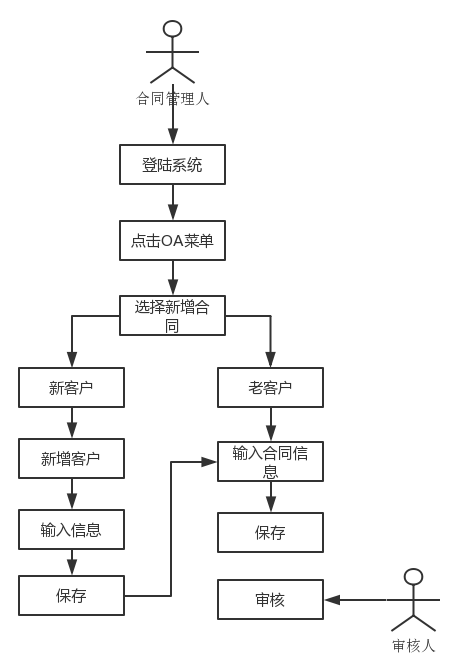 合同管理人
登陆系统
点击OA菜单
选择新增合
同
新客户
老客户
新增客户
输入合同信
息
输入信息
保存
保存
审核
审核人